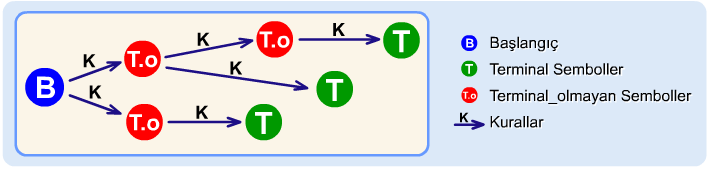 K T.o K T
K T.o K
B T
K T.o K T
B Başlangıç
T Terminal Semboller
T.o Terminal_olmayan Semboller
K Kurallar